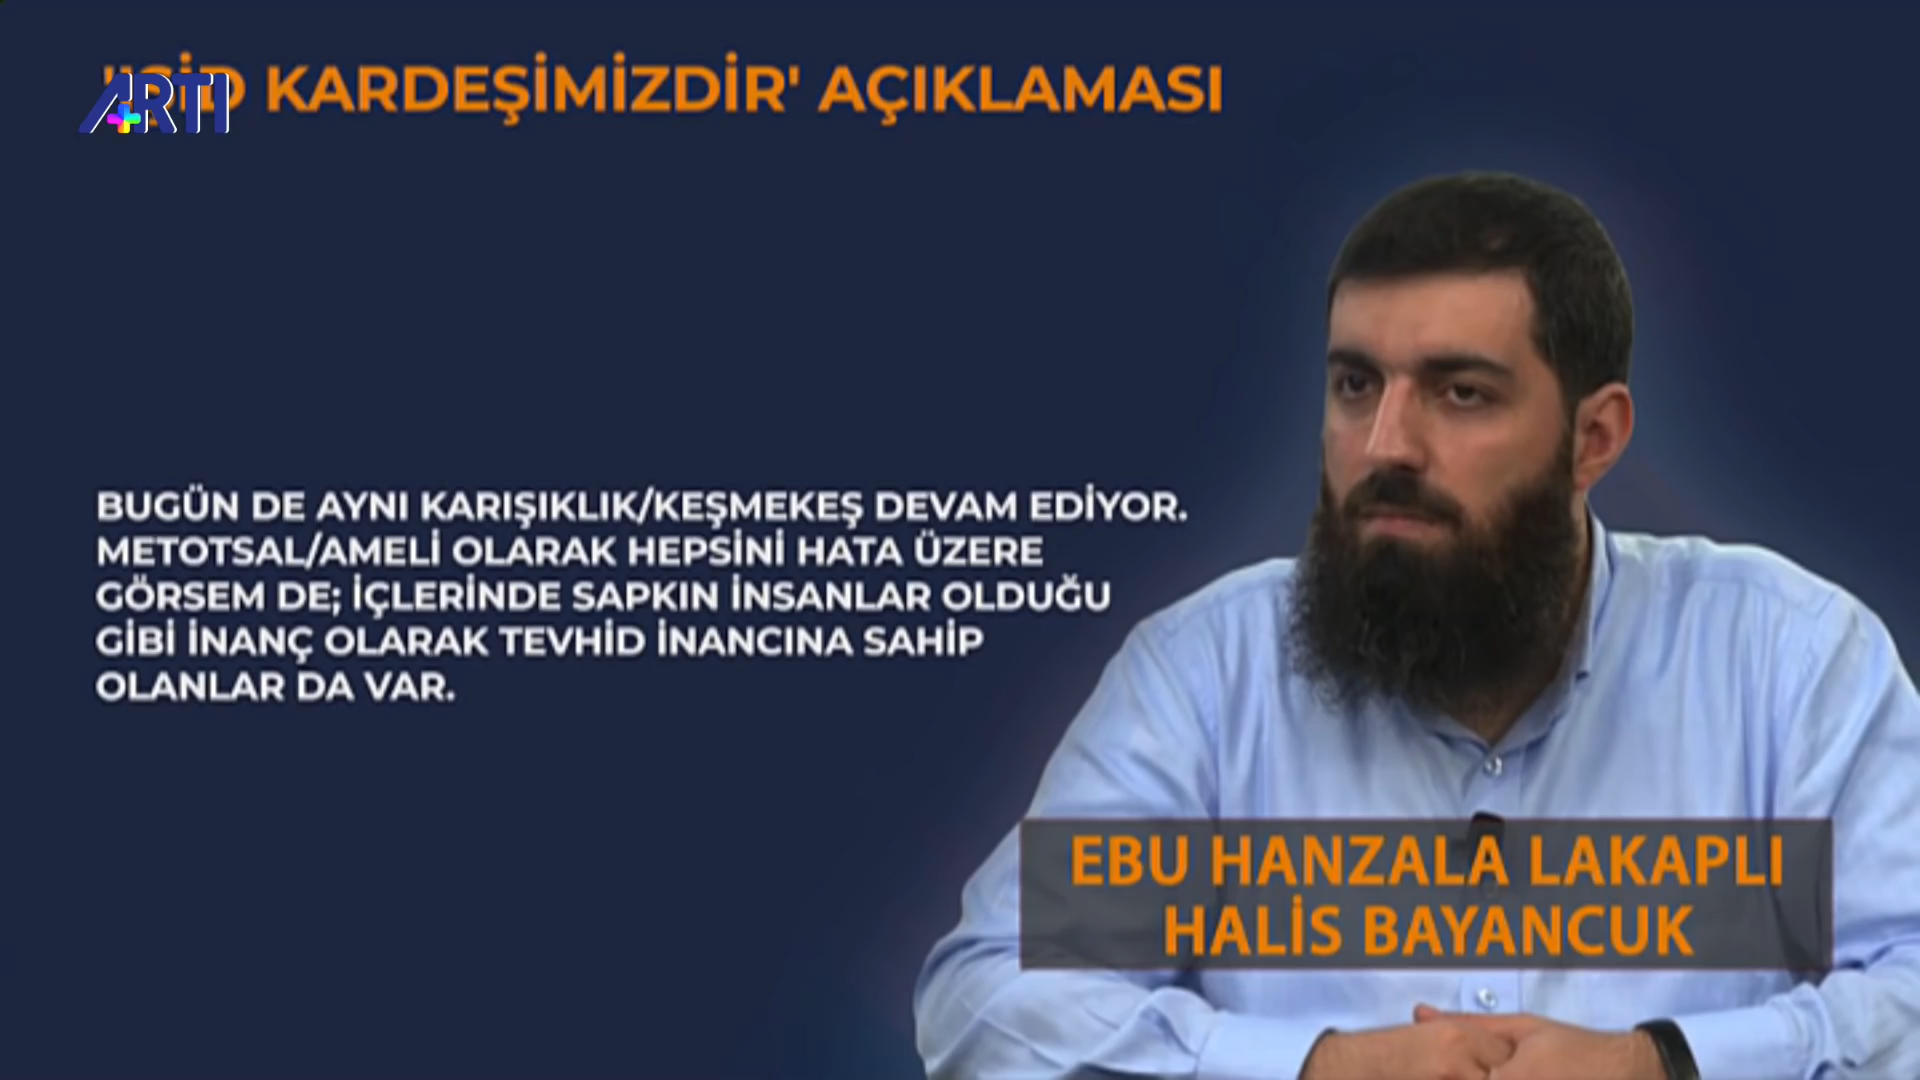 'IŞİD KARDEŞİMİZDİR' AÇIKLAMASI
ARTI
BUGÜN DE AYNI KARIŞIKLIK/KEŞMEKEŞ DEVAM EDİYOR.
METOTSAL/AMELİ OLARAK HEPSİNİ HATA ÜZERE
GÖRSEM DE; İÇLERİNDE SAPKIN İNSANLAR OLDUĞU
GİBİ İNANÇ OLARAK TEVHİD İNANCINA SAHİP
OLANLAR DA VAR.
EBU HANZALA LAKAPLI
HALİS BAYANCUK